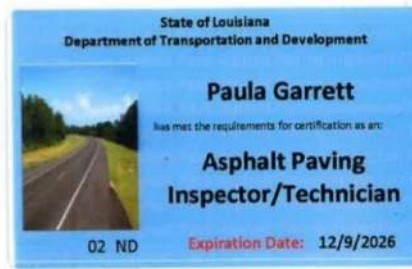 State of Louisiana
Department of Transportation and Development
Paula Garrett
has met the requirements for certification as an:
Asphalt Paving
Inspector/Technician
02 ND
Expiration Date: 12/9/2026